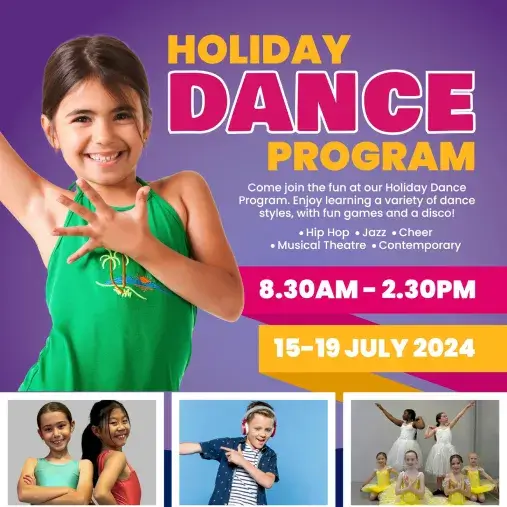 HOLIDAY
DANCE
PROGRAM
Come join the fun at our Holiday Dance
Program. Enjoy learning a variety of dance
styles, with fun games and a disco!
• Hip Hop • Jazz • Cheer
• Musical Theatre • Contemporary
8.30AM – 2.30PM
15-19 JULY 2024